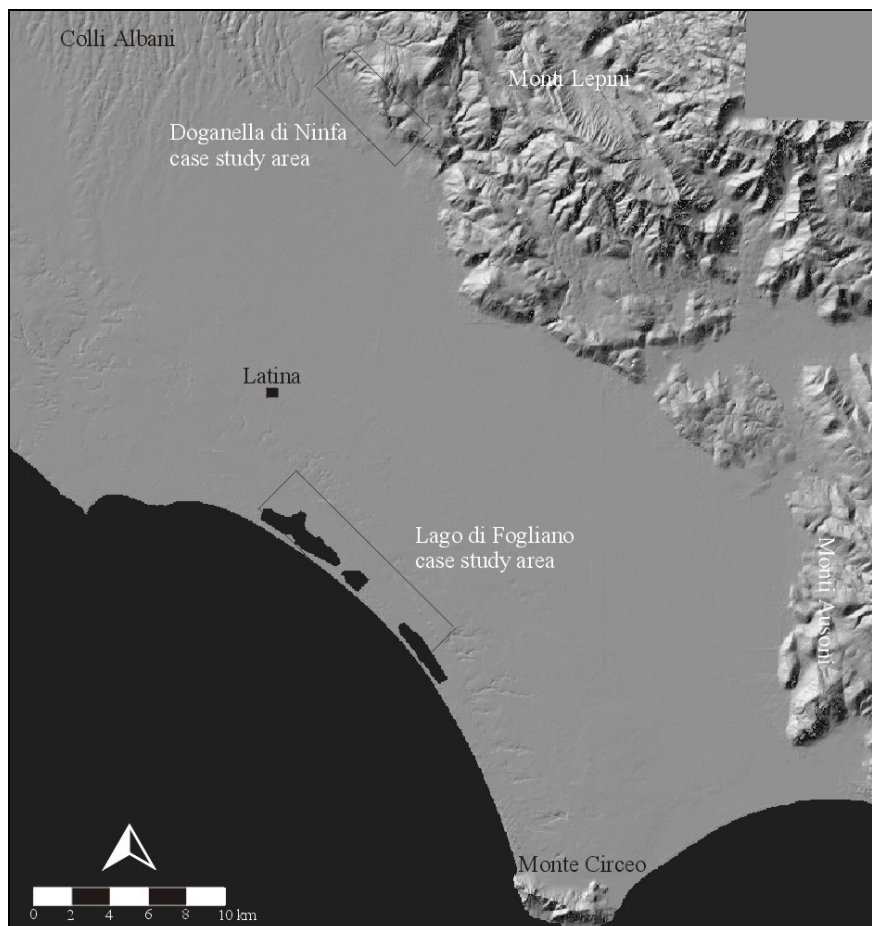 Colli Albani
Monti Lepini
Doganella di Ninfa
case study area
Latina
Lago di Fogliano
case study area
Monti Ausoni
Monte Circeo
0 2 4 6 8 10 km